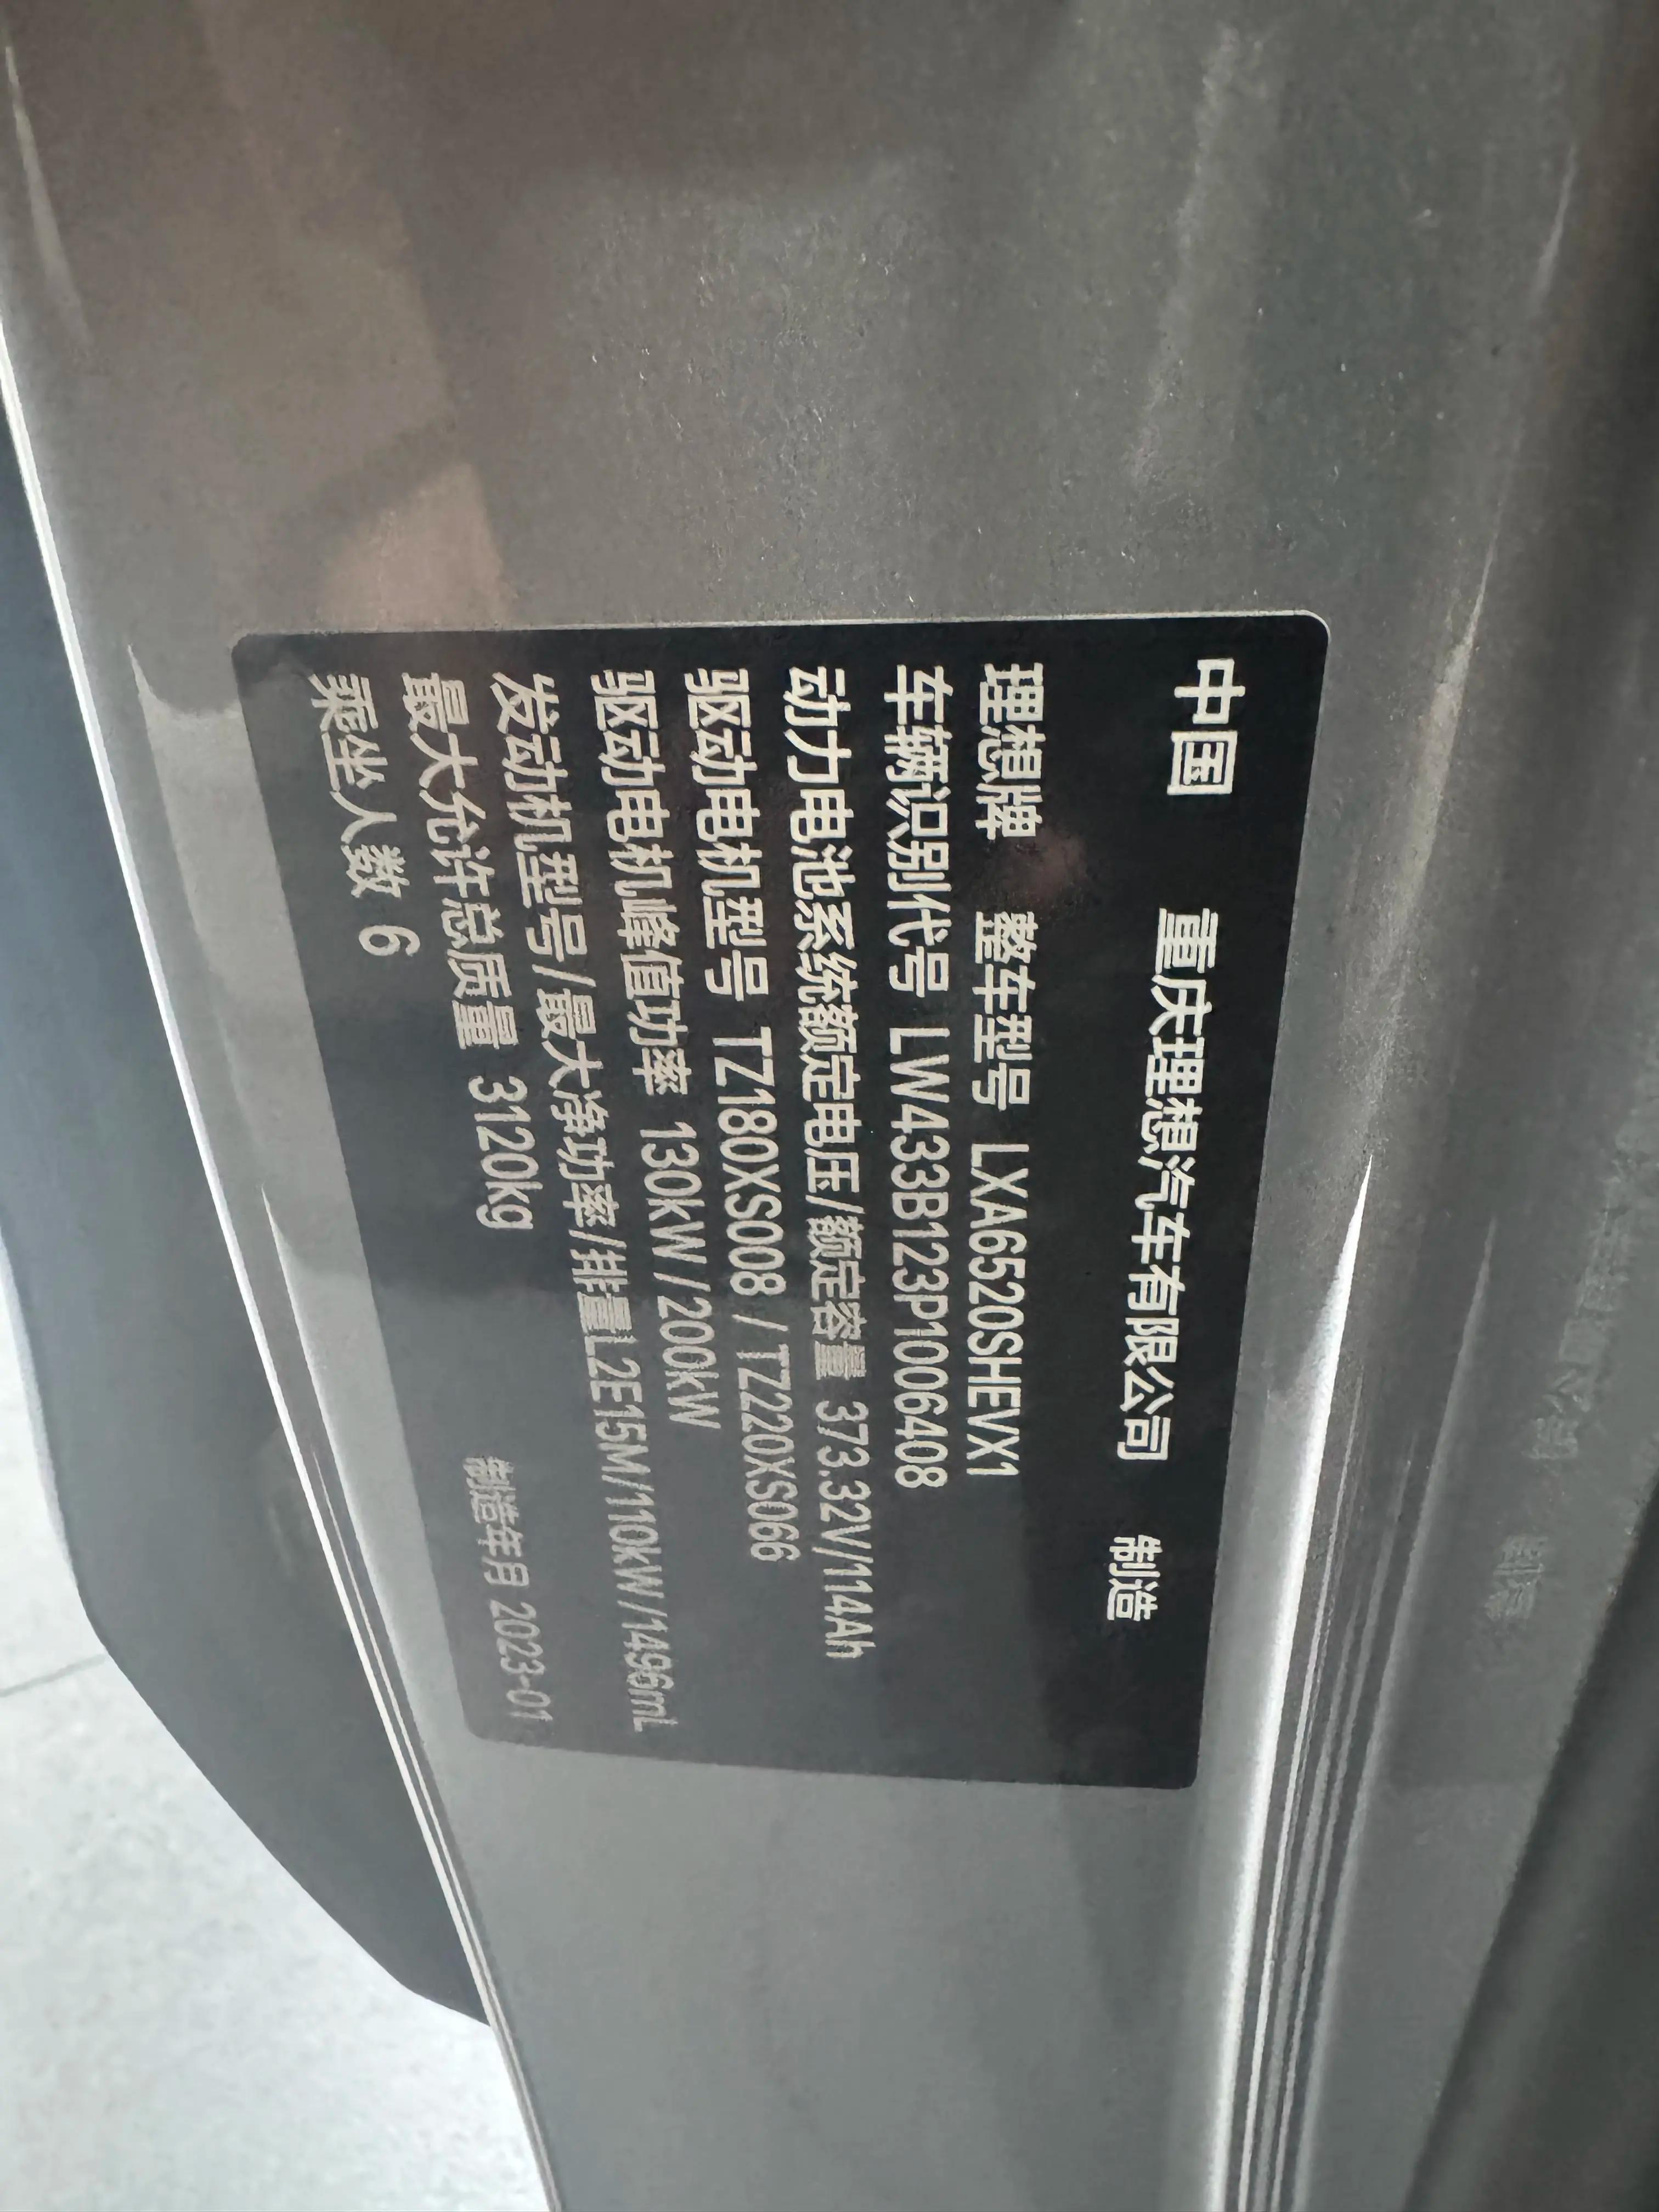 中国 重庆理想汽车有限公司 制造
理想牌 整车型号 LXA6520SHEVX1
车辆识别代号 LW433B123P1006408
动力电池系统额定电压/额定容量 373.32V/114Ah
驱动电机型号 TZ180XS008 / TZ220XS066
驱动电机峰值功率 130kW/200kW
发动机型号/最大净功率/排量L2E15M/110kW/1496mL
最大允许总质量 3120kg
乘坐人数 6
制造年月 2023-01